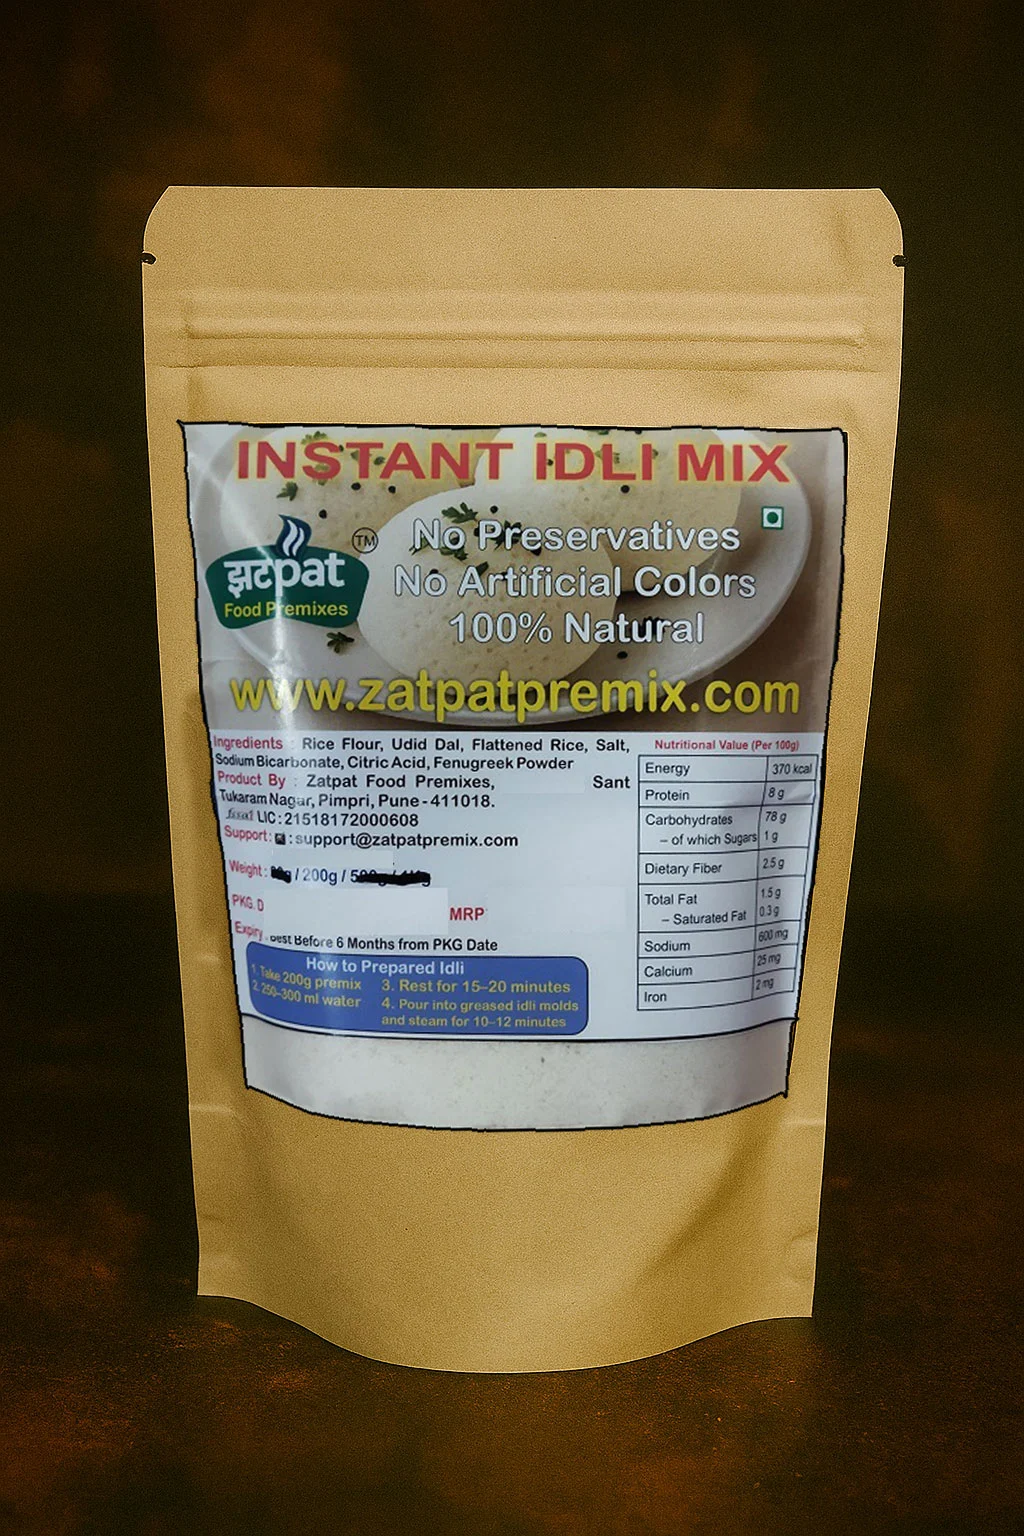 INSTANT IDLI MIX
झटpat
TM
Food Premixes
No Preservatives
No Artificial Colors
100% Natural
www.zatpatpremix.com
Ingredients : Rice Flour, Udid Dal, Flattened Rice, Salt,
Sodium Bicarbonate, Citric Acid, Fenugreek Powder
Product By : Zatpat Food Premixes, Sant
Tukaram Nagar, Pimpri, Pune - 411018.
fssai LIC : 21518172000608
Support: : support@zatpatpremix.com
Weight : / 200g /
PKG. D
MRP
Expiry : Best Before 6 Months from PKG Date
How to Prepared Idli
1. Take 200g premix
2. 250–300 ml water
3. Rest for 15–20 minutes
4. Pour into greased idli molds
and steam for 10–12 minutes
Nutritional Value (Per 100g)
Energy 370 kcal
Protein 8 g
Carbohydrates 78 g
– of which Sugars 1 g
Dietary Fiber 2.5 g
Total Fat 1.5 g
– Saturated Fat 0.3 g
Sodium 600 mg
Calcium 25 mg
Iron 2 mg